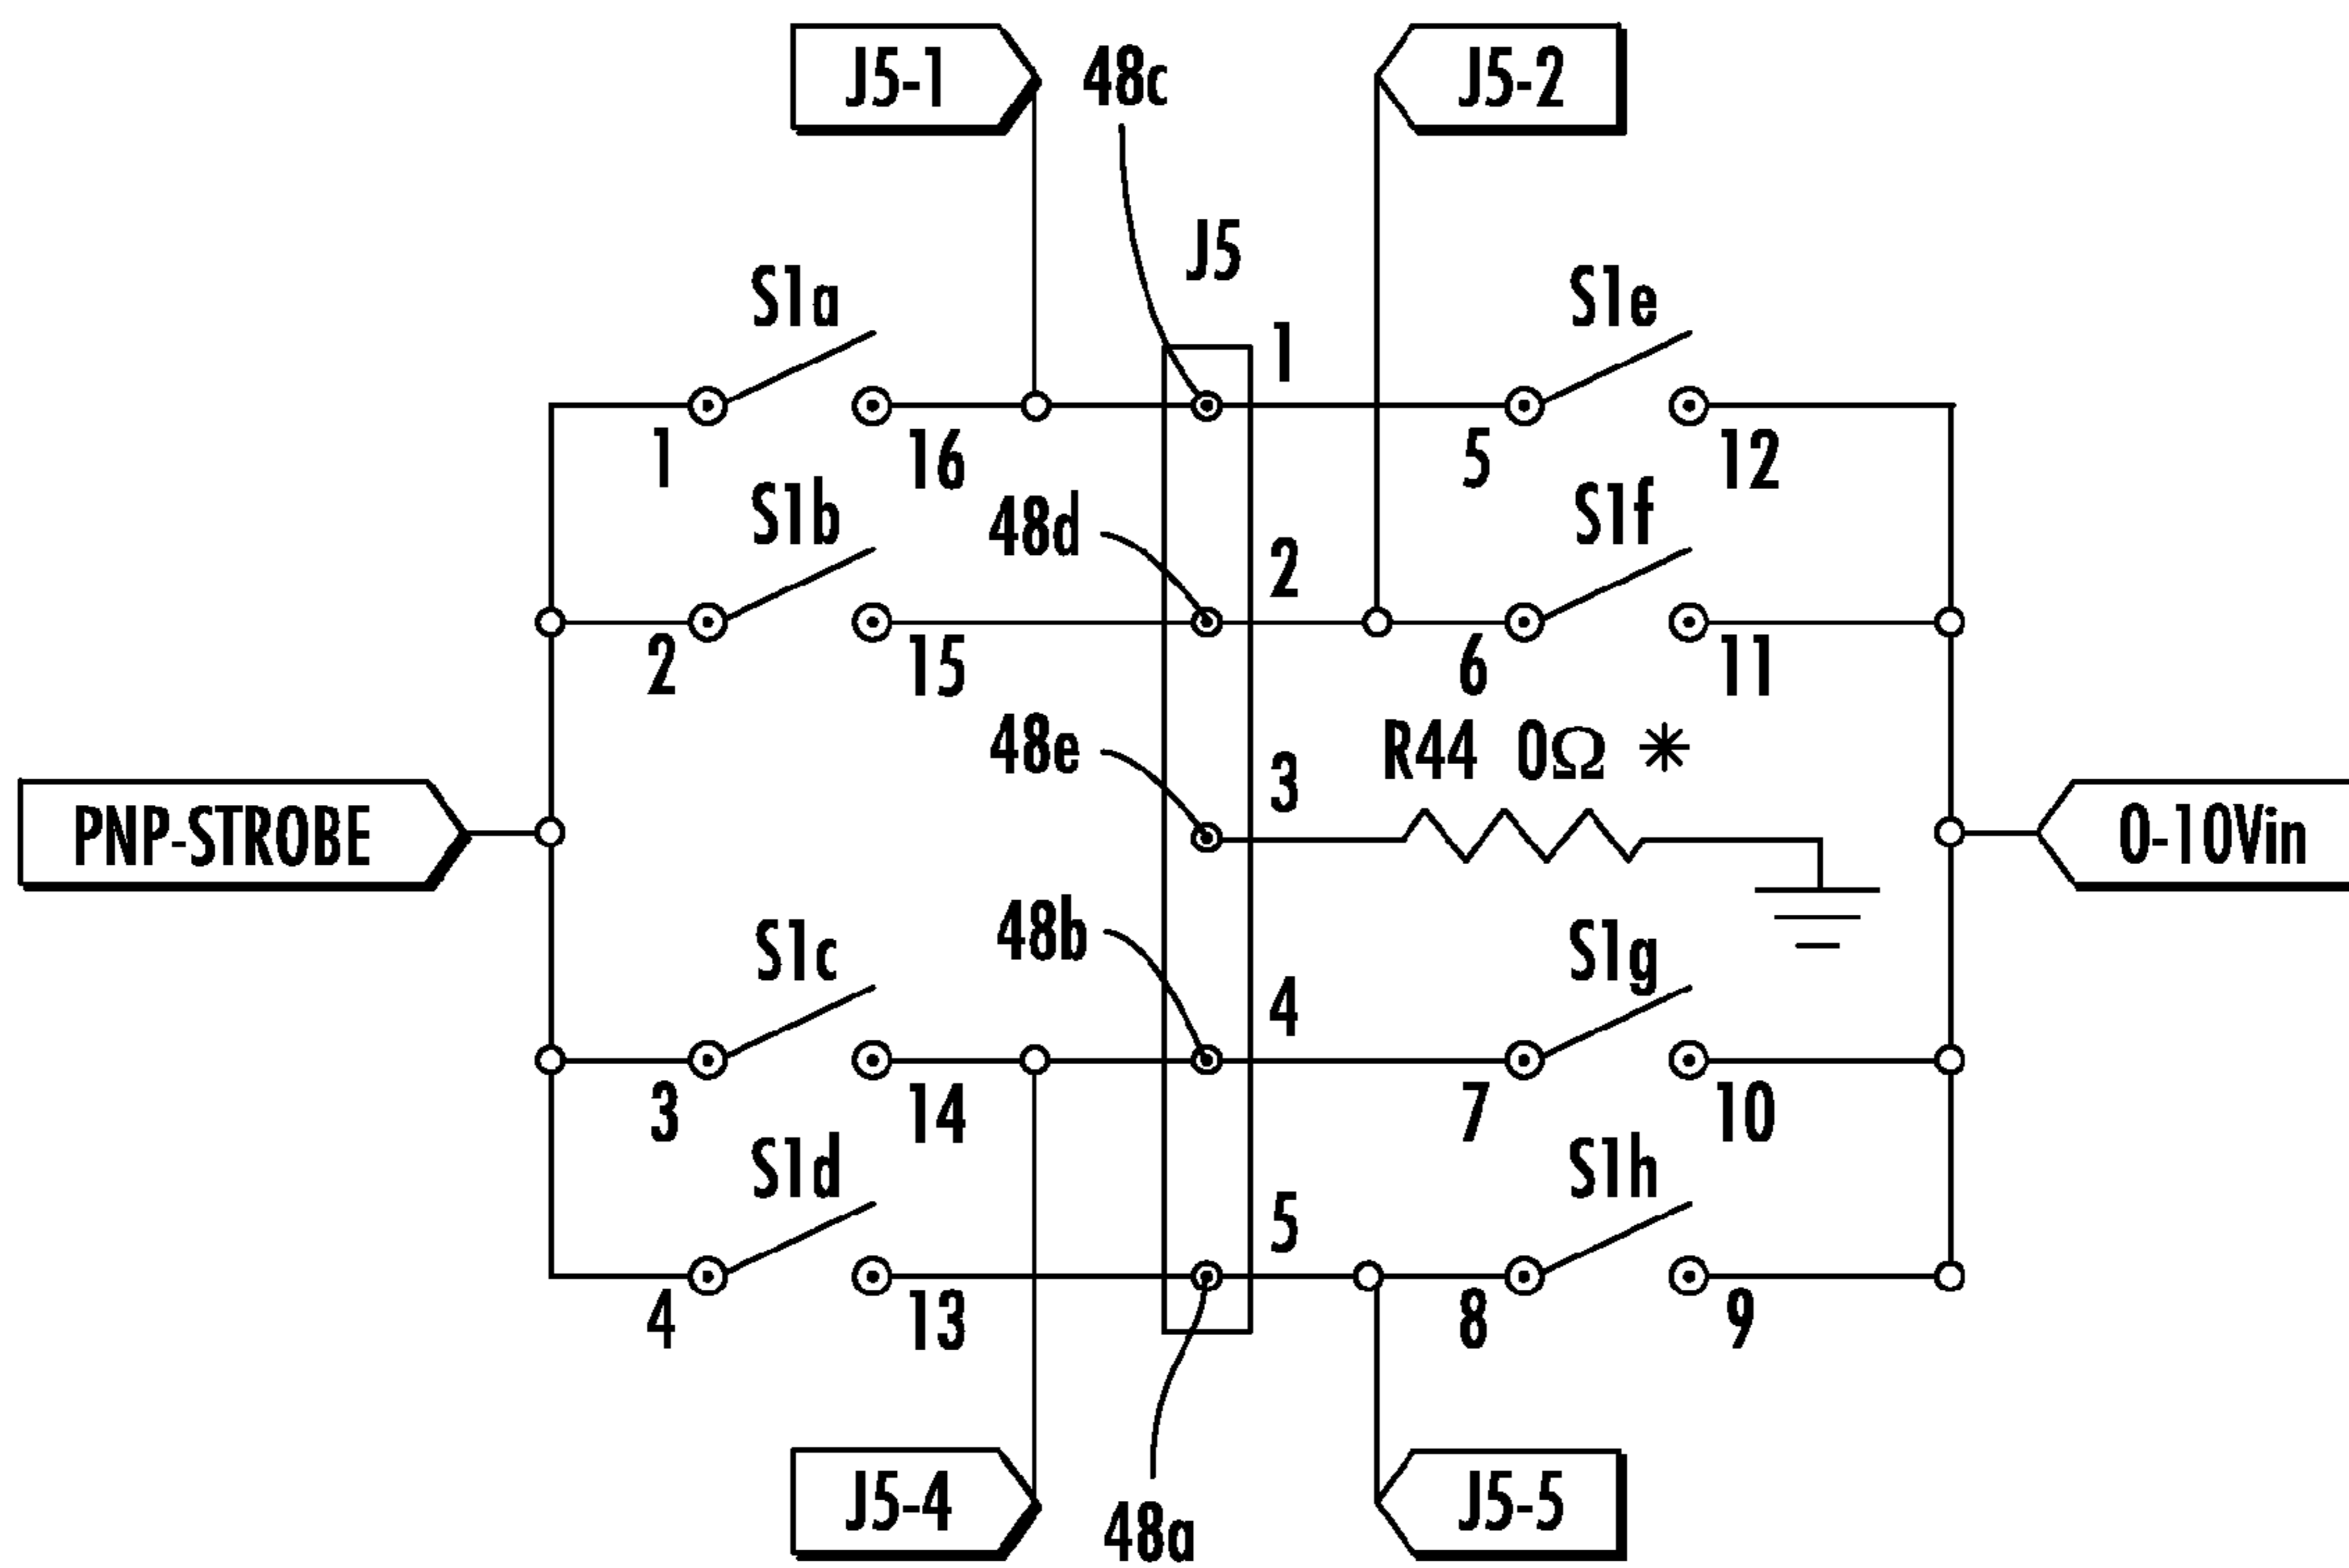 J5-1
48c
J5-2
J5
S1a
1
S1e
1
16
5
12
S1b
48d
2
S1f
2
15
6
11
48e
3
R44 0Ω *
PNP-STROBE
0-10Vin
48b
S1c
4
S1g
3
14
7
10
S1d
5
S1h
4
13
8
9
J5-4
48a
J5-5